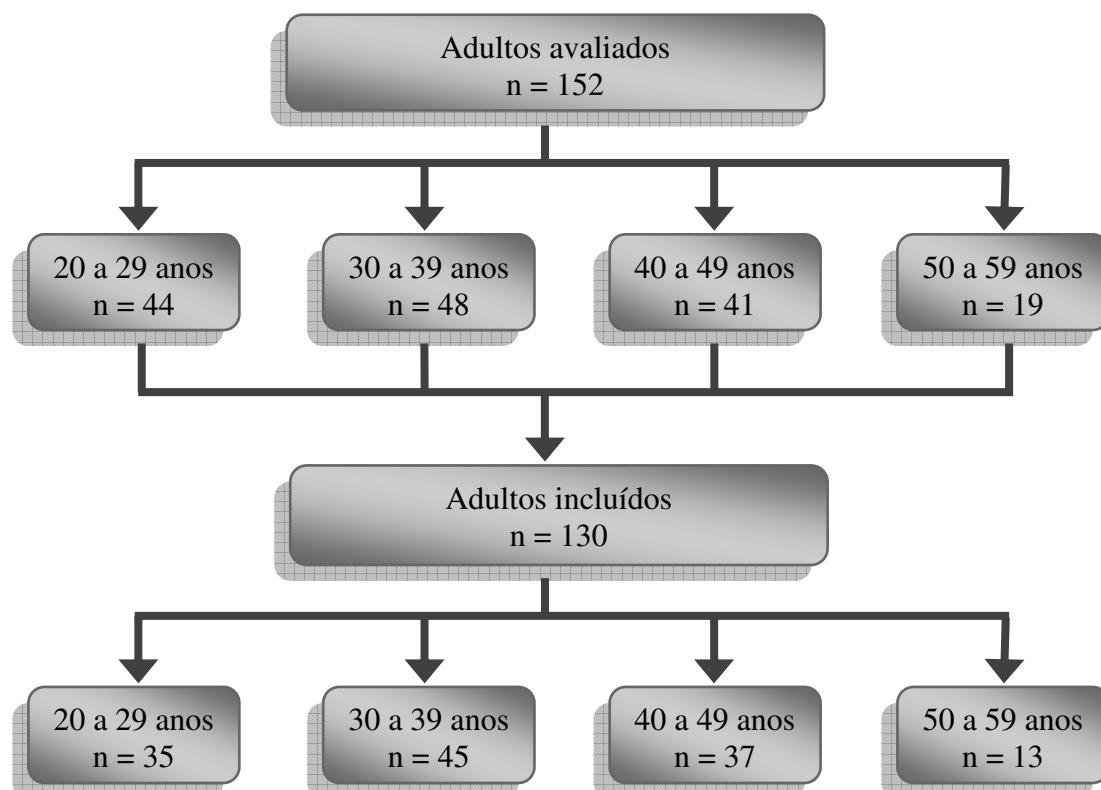 Adultos avaliados
n = 152
20 a 29 anos
n = 44
30 a 39 anos
n = 48
40 a 49 anos
n = 41
50 a 59 anos
n = 19
Adultos incluídos
n = 130
20 a 29 anos
n = 35
30 a 39 anos
n = 45
40 a 49 anos
n = 37
50 a 59 anos
n = 13